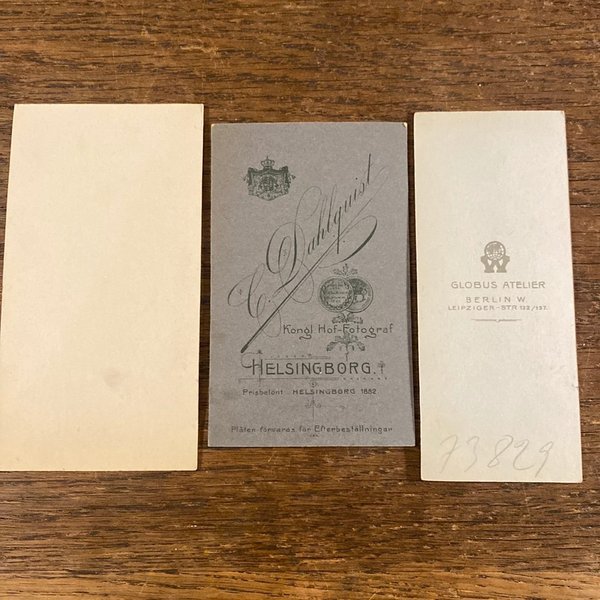 C. Dahlquist
Kongl. Hof-Fotograf
HELSINGBORG.
Prisbelönt HELSINGBORG 1882
Plåten förvaras för Efterbeställningar
GLOBUS ATELIER
BERLIN W.
LEIPZIGER-STR 132/137.
73829